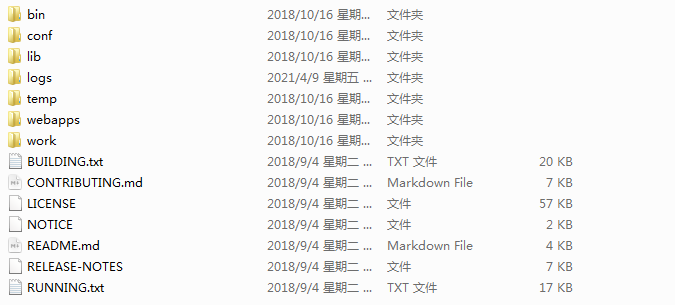 bin 2018/10/16 星期... 文件夹
conf 2018/10/16 星期... 文件夹
lib 2018/10/16 星期... 文件夹
logs 2021/4/9 星期五 ... 文件夹
temp 2018/10/16 星期... 文件夹
webapps 2018/10/16 星期... 文件夹
work 2018/10/16 星期... 文件夹
BUILDING.txt 2018/9/4 星期二 ... TXT 文件 20 KB
CONTRIBUTING.md 2018/9/4 星期二 ... Markdown File 7 KB
LICENSE 2018/9/4 星期二 ... 文件 57 KB
NOTICE 2018/9/4 星期二 ... 文件 2 KB
README.md 2018/9/4 星期二 ... Markdown File 4 KB
RELEASE-NOTES 2018/9/4 星期二 ... 文件 7 KB
RUNNING.txt 2018/9/4 星期二 ... TXT 文件 17 KB